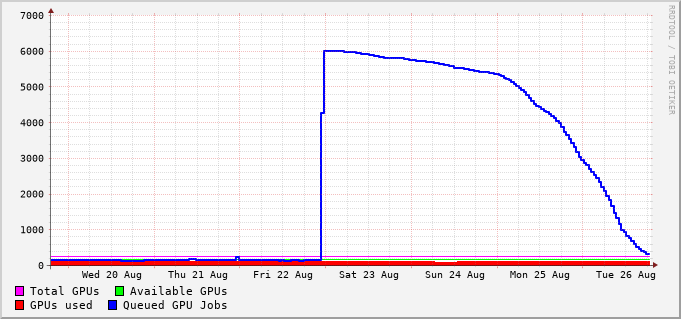 7000
6000
5000
4000
3000
2000
1000
0
Wed 20 Aug Thu 21 Aug Fri 22 Aug Sat 23 Aug Sun 24 Aug Mon 25 Aug Tue 26 Aug
Total GPUs Available GPUs
GPUs used Queued GPU Jobs
RRDTOOL / TOBI OETIKER